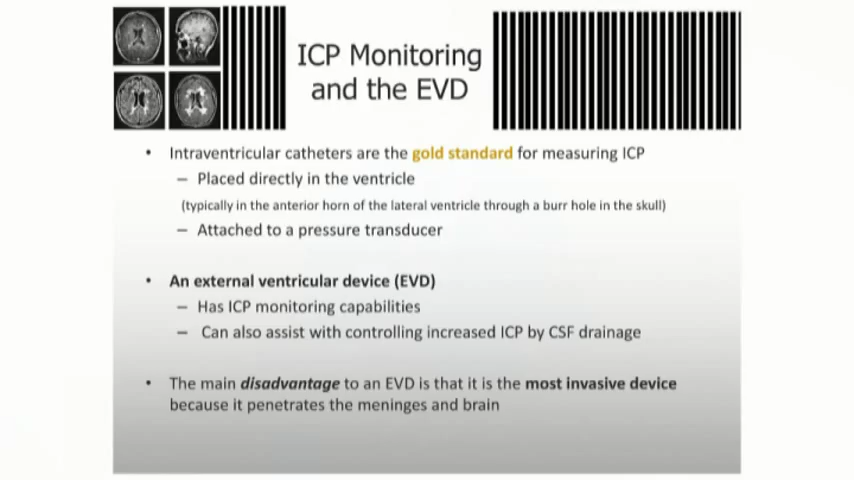 ICP Monitoring
and the EVD
• Intraventricular catheters are the gold standard for measuring ICP
– Placed directly in the ventricle
(typically in the anterior horn of the lateral ventricle through a burr hole in the skull)
– Attached to a pressure transducer
• An external ventricular device (EVD)
– Has ICP monitoring capabilities
– Can also assist with controlling increased ICP by CSF drainage
• The main disadvantage to an EVD is that it is the most invasive device
because it penetrates the meninges and brain